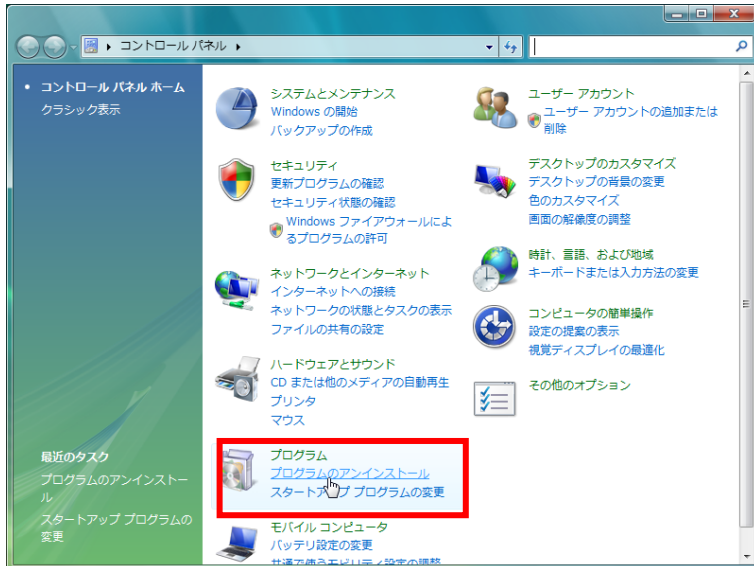 コントロール パネル
コントロール パネル ホーム
クラシック表示
最近のタスク
プログラムのアンインストー
ル
スタートアップ プログラムの
変更
システムとメンテナンス
Windows の開始
バックアップの作成
セキュリティ
更新プログラムの確認
セキュリティ状態の確認
Windows ファイアウォールによ
るプログラムの許可
ネットワークとインターネット
インターネットへの接続
ネットワークの状態とタスクの表示
ファイルの共有の設定
ハードウェアとサウンド
CD または他のメディアの自動再生
プリンタ
マウス
プログラム
プログラムのアンインストール
スタートアップ プログラムの変更
モバイル コンピュータ
バッテリ設定の変更
共通で使うモビリティ設定の調整
ユーザー アカウント
ユーザー アカウントの追加または
削除
デスクトップのカスタマイズ
デスクトップの背景の変更
色のカスタマイズ
画面の解像度の調整
時計、言語、および地域
キーボードまたは入力方法の変更
コンピュータの簡単操作
設定の提案の表示
視覚ディスプレイの最適化
その他のオプション